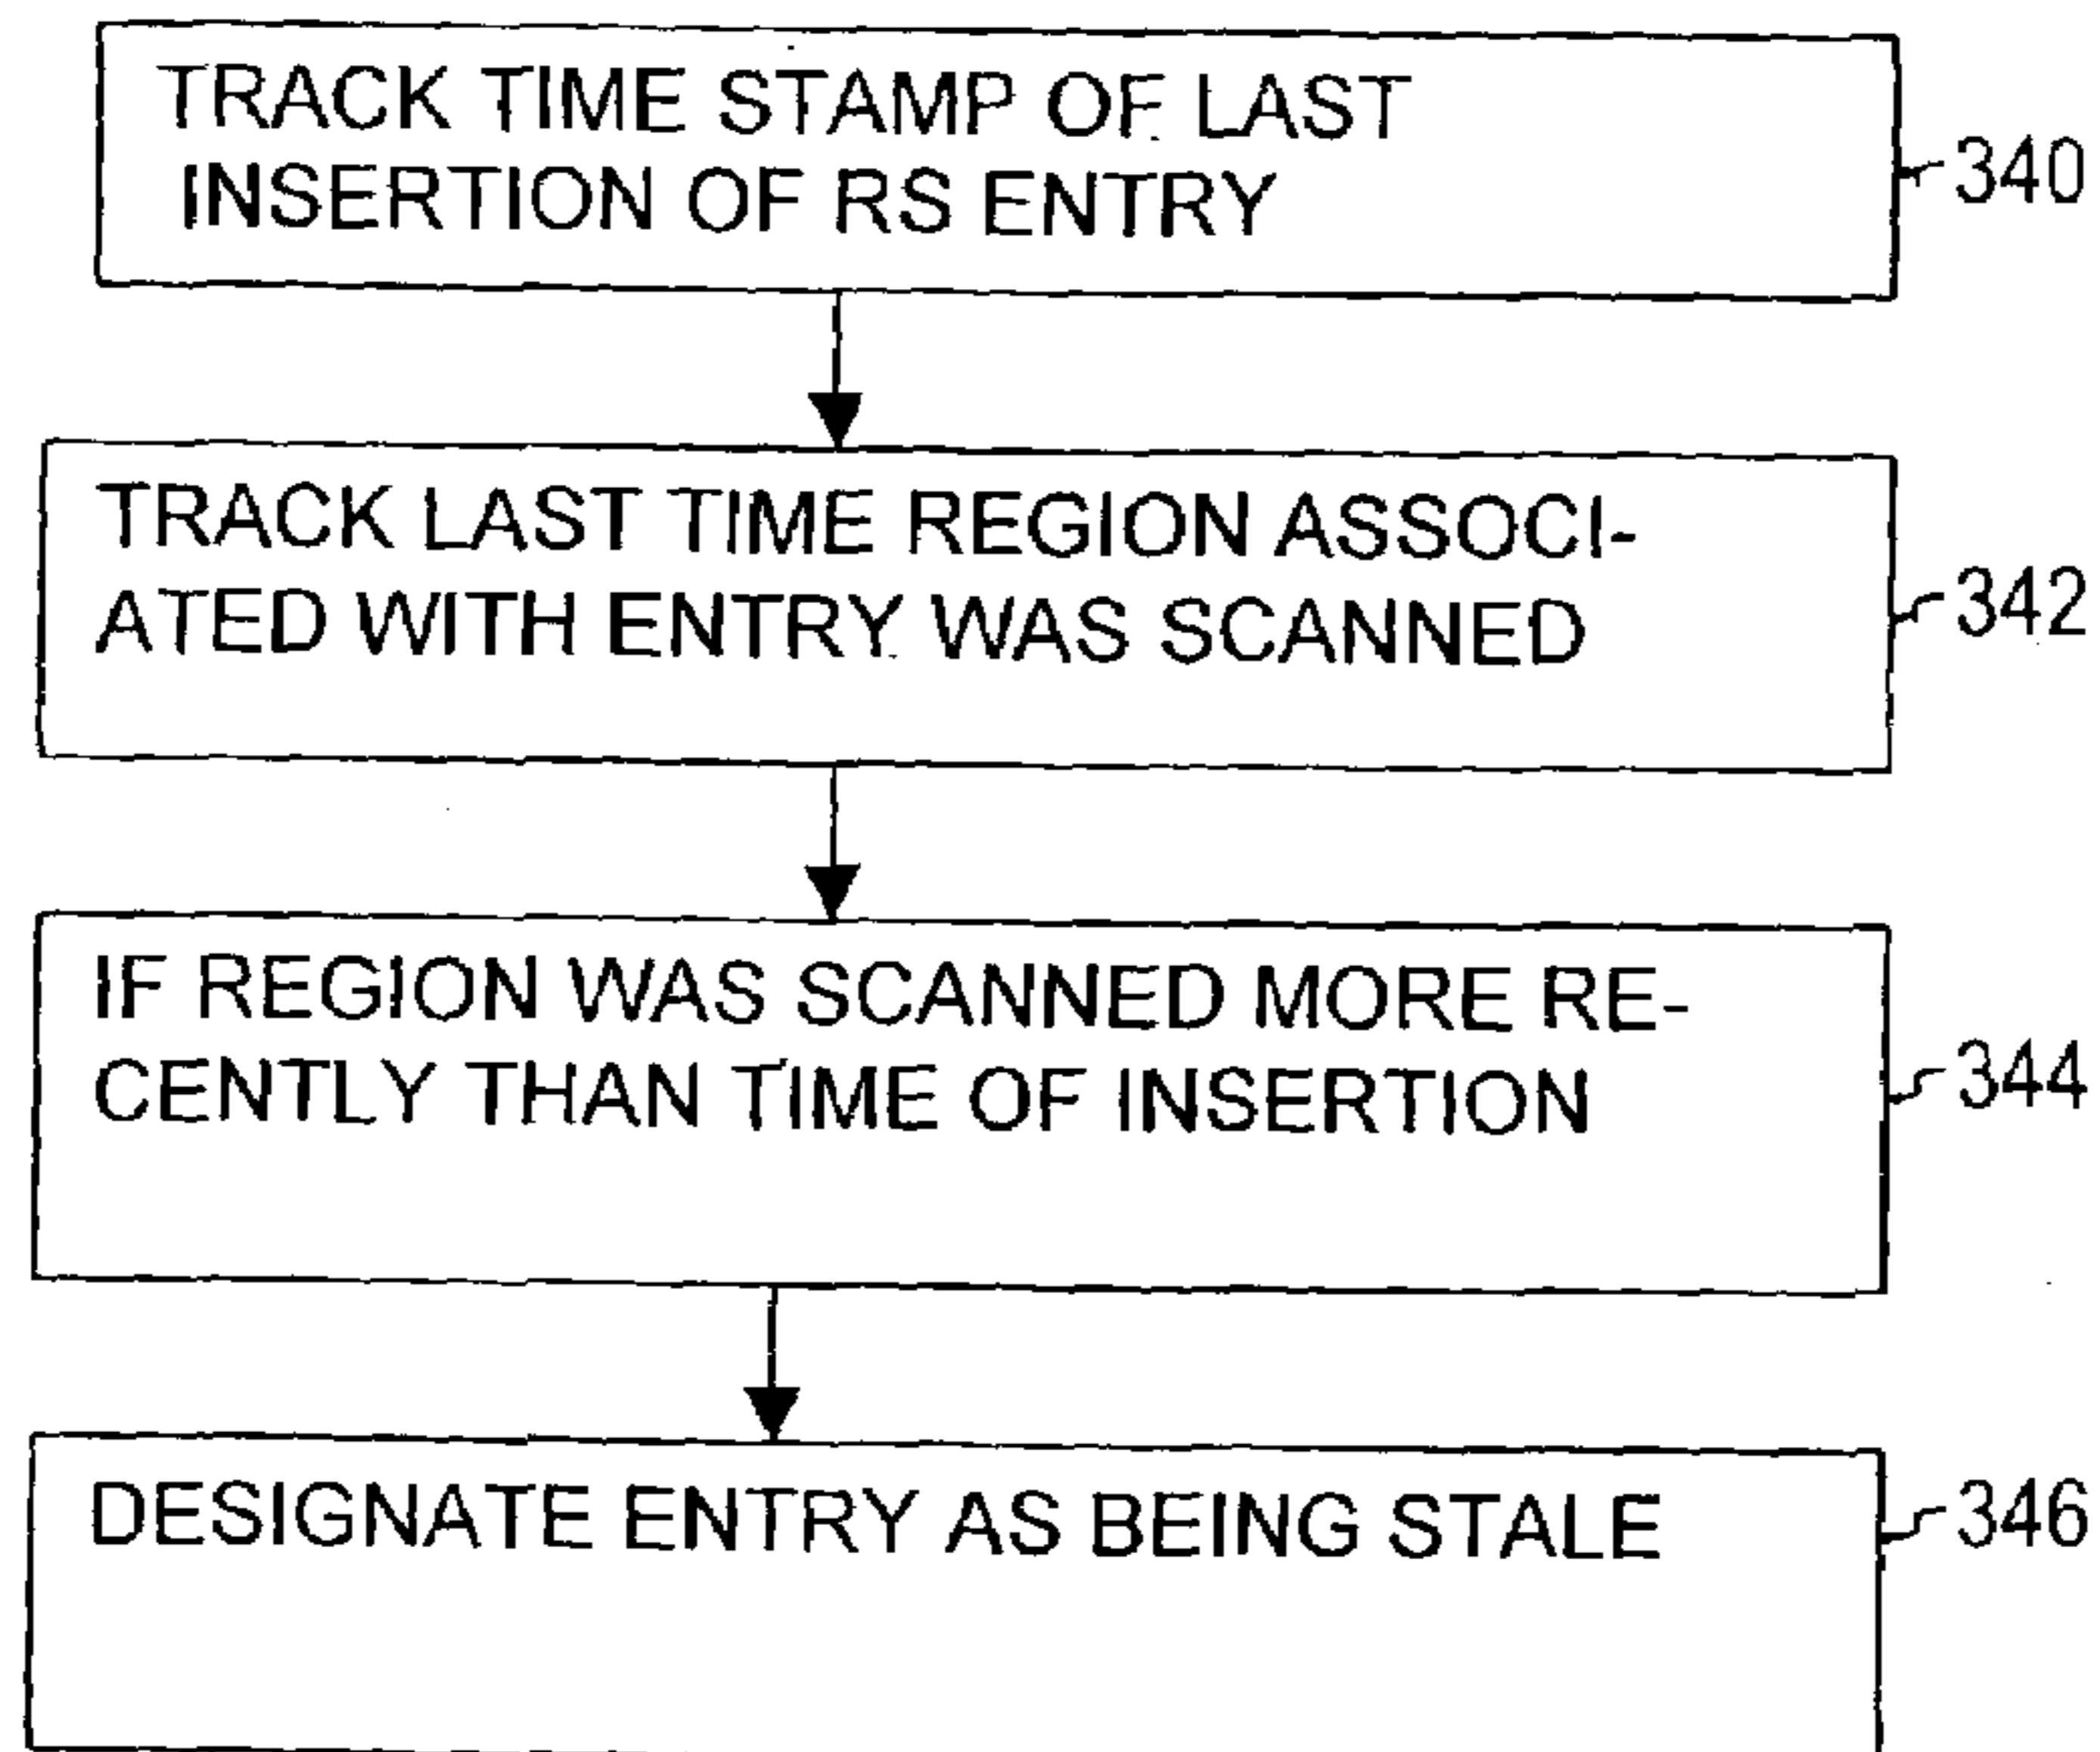 TRACK TIME STAMP OF LAST
INSERTION OF RS ENTRY
340
TRACK LAST TIME REGION ASSOCI-
ATED WITH ENTRY WAS SCANNED
342
IF REGION WAS SCANNED MORE RE-
CENTLY THAN TIME OF INSERTION
344
DESIGNATE ENTRY AS BEING STALE
346